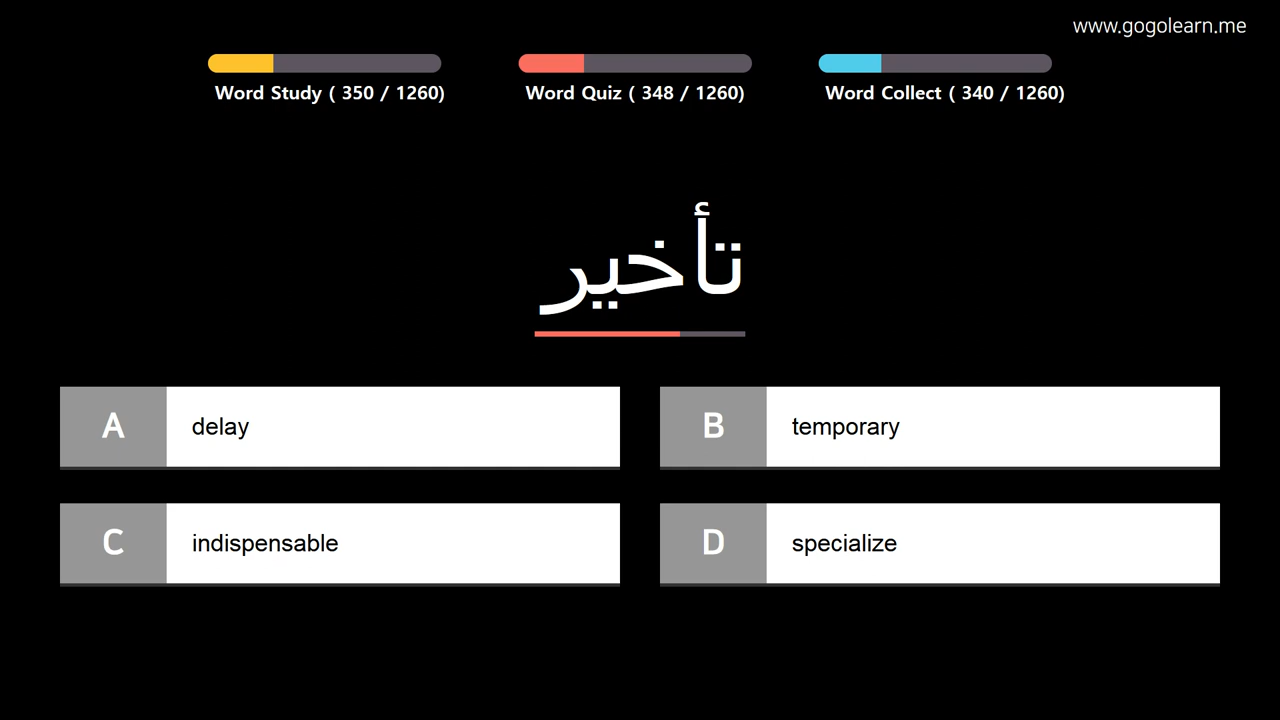 www.gogolearn.me
Word Study ( 350 / 1260)
Word Quiz ( 348 / 1260)
Word Collect ( 340 / 1260)
تأخير
A delay
B temporary
C indispensable
D specialize